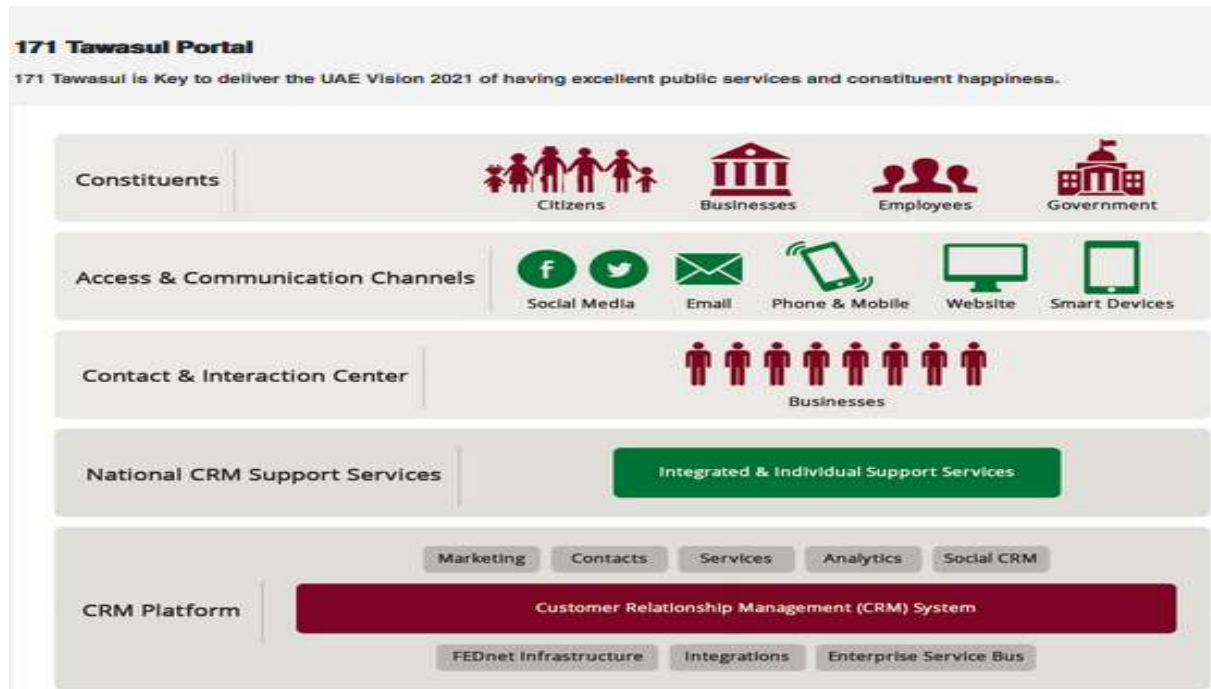 171 Tawasul Portal
171 Tawasul is Key to deliver the UAE Vision 2021 of having excellent public services and constituent happiness.
Constituents
Citizens Businesses Employees Government
Access & Communication Channels
Social Media Email Phone & Mobile Website Smart Devices
Contact & Interaction Center
Businesses
National CRM Support Services
Integrated & Individual Support Services
Marketing Contacts Services Analytics Social CRM
CRM Platform
Customer Relationship Management (CRM) System
FEDnet Infrastructure Integrations Enterprise Service Bus